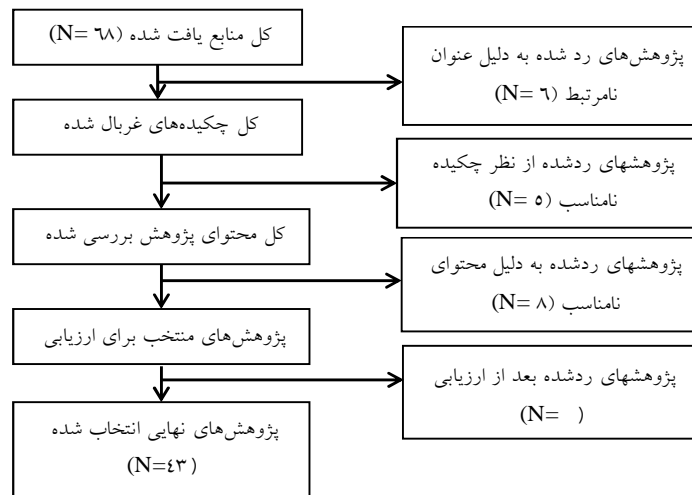 کل منابع یافت شده (N= ٦٨)
پژوهش‌های رد شده به دلیل عنوان
نامرتبط (N= ٦)
کل چکیده‌های غربال شده
پژوهشهای ردشده از نظر چکیده
نامناسب (N= ٥)
کل محتوای پژوهش بررسی شده
پژوهشهای ردشده به دلیل محتوای
نامناسب (N= ٨)
پژوهش‌های منتخب برای ارزیابی
پژوهشهای ردشده بعد از ارزیابی
(N= )
پژوهش‌های نهایی انتخاب شده
(N=٤٣)